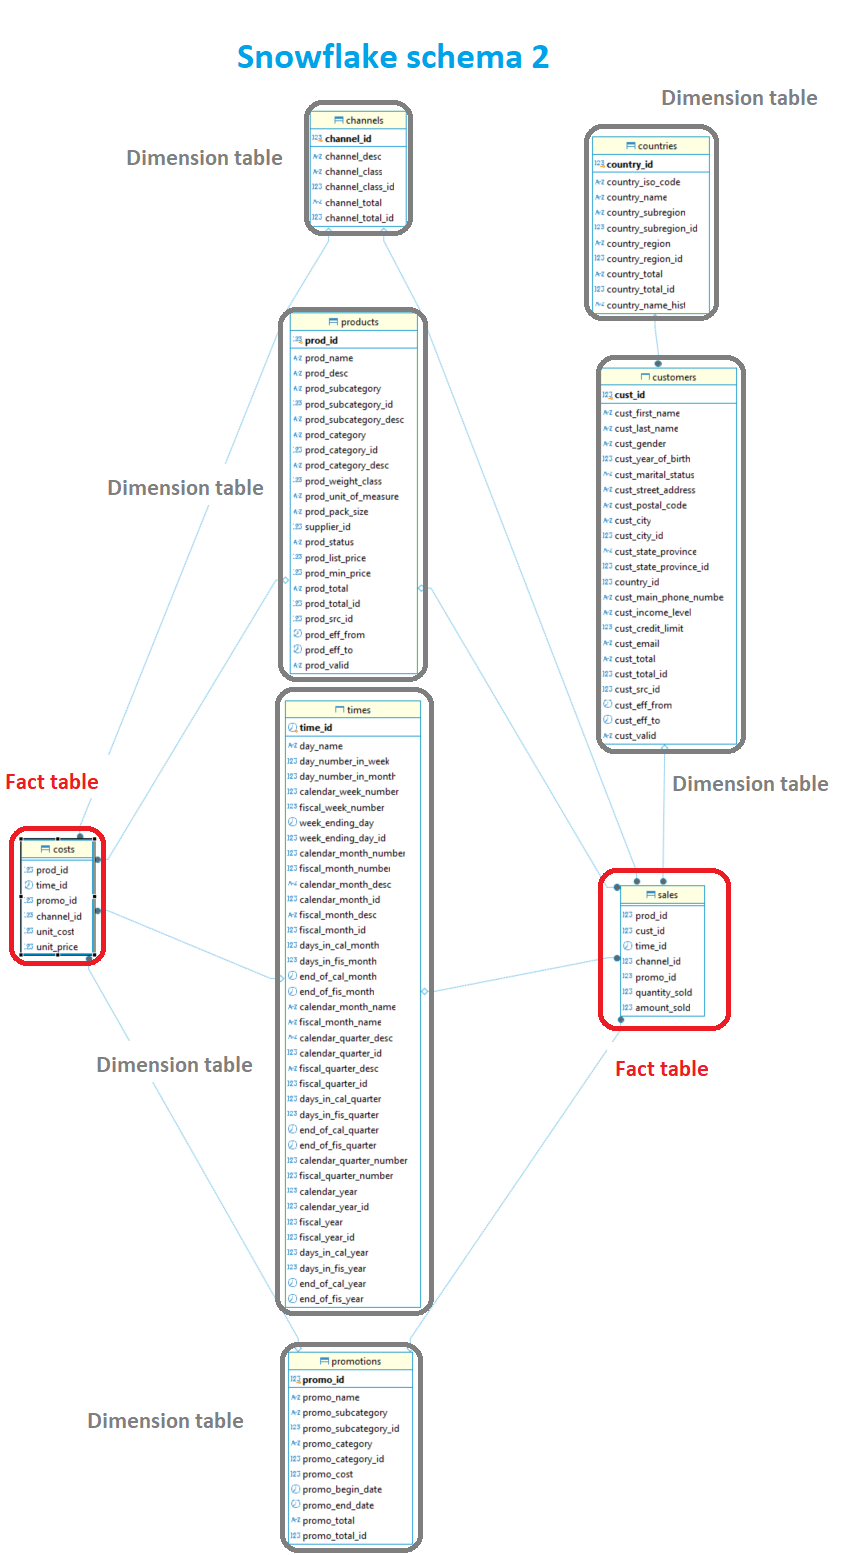 Snowflake schema 2
Dimension table
channels
channel_id
channel_desc
channel_class
channel_class_id
channel_total
channel_total_id
Dimension table
countries
country_id
country_iso_code
country_name
country_subregion
country_subregion_id
country_region
country_region_id
country_total
country_total_id
country_name_hist
Dimension table
products
prod_id
prod_name
prod_desc
prod_subcategory
prod_subcategory_id
prod_subcategory_desc
prod_category
prod_category_id
prod_category_desc
prod_weight_class
prod_unit_of_measure
prod_pack_size
supplier_id
prod_status
prod_list_price
prod_min_price
prod_total
prod_total_id
prod_src_id
prod_eff_from
prod_eff_to
prod_valid
customers
cust_id
cust_first_name
cust_last_name
cust_gender
cust_year_of_birth
cust_marital_status
cust_street_address
cust_postal_code
cust_city
cust_city_id
cust_state_province
cust_state_province_id
country_id
cust_main_phone_numbe
cust_income_level
cust_credit_limit
cust_email
cust_total
cust_total_id
cust_src_id
cust_eff_from
cust_eff_to
cust_valid
Dimension table
Dimension table
times
time_id
day_name
day_number_in_week
day_number_in_month
calendar_week_number
fiscal_week_number
week_ending_day
week_ending_day_id
calendar_month_number
fiscal_month_number
calendar_month_desc
calendar_month_id
fiscal_month_desc
fiscal_month_id
days_in_cal_month
days_in_fis_month
end_of_cal_month
end_of_fis_month
calendar_month_name
fiscal_month_name
calendar_quarter_desc
calendar_quarter_id
fiscal_quarter_desc
fiscal_quarter_id
days_in_cal_quarter
days_in_fis_quarter
end_of_cal_quarter
end_of_fis_quarter
calendar_quarter_number
fiscal_quarter_number
calendar_year
calendar_year_id
fiscal_year
fiscal_year_id
days_in_cal_year
days_in_fis_year
end_of_cal_year
end_of_fis_year
Fact table
costs
prod_id
time_id
promo_id
channel_id
unit_cost
unit_price
sales
prod_id
cust_id
time_id
channel_id
promo_id
quantity_sold
amount_sold
Fact table
Dimension table
promotions
promo_id
promo_name
promo_subcategory
promo_subcategory_id
promo_category
promo_category_id
promo_cost
promo_begin_date
promo_end_date
promo_total
promo_total_id
Dimension table